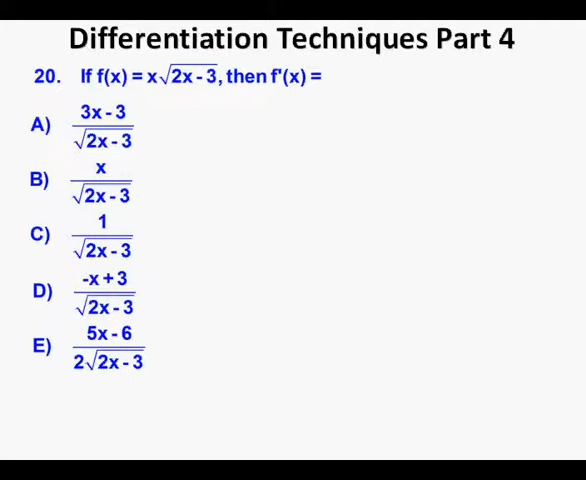 Differentiation Techniques Part 4
20. If f(x) = x√(2x - 3), then f'(x) =
A) (3x - 3)/√(2x - 3)
B) x/√(2x - 3)
C) 1/√(2x - 3)
D) (-x + 3)/√(2x - 3)
E) (5x - 6)/(2√(2x - 3))